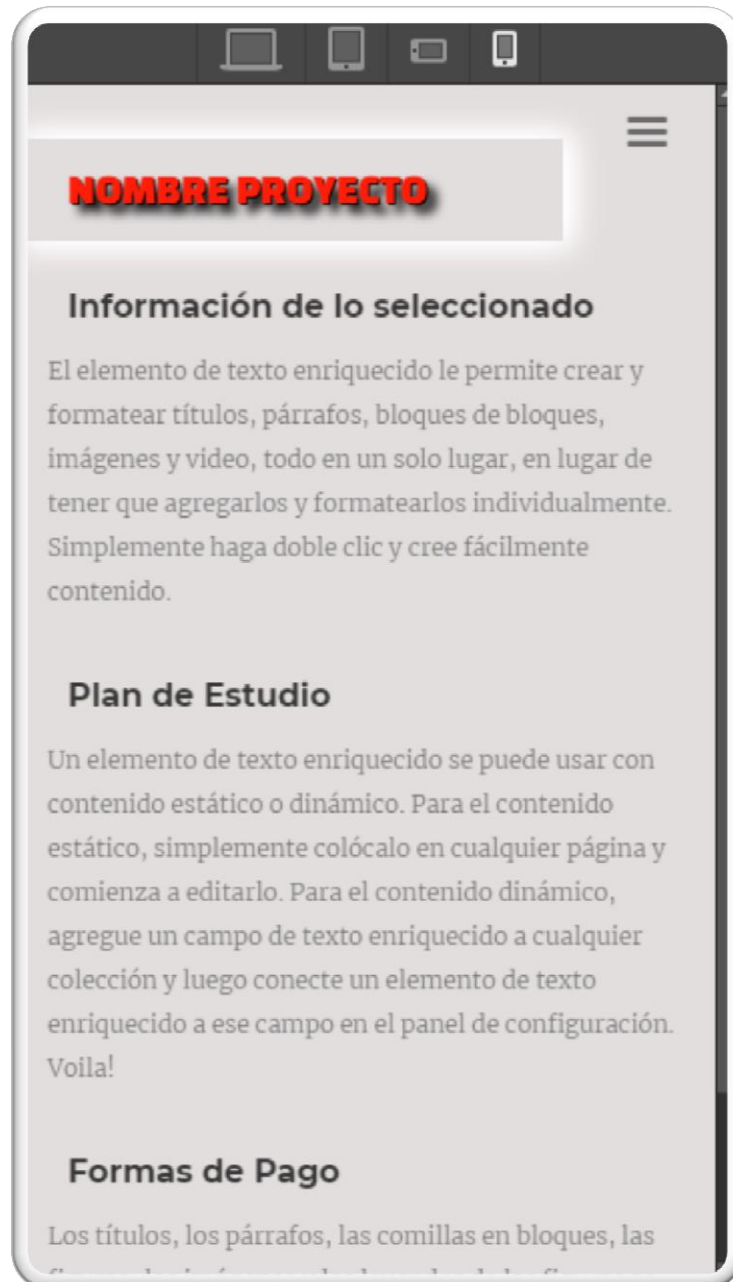 NOMBRE PROYECTO
Información de lo seleccionado
El elemento de texto enriquecido le permite crear y
formatear títulos, párrafos, bloques de bloques,
imágenes y video, todo en un solo lugar, en lugar de
tener que agregarlos y formatearlos individualmente.
Simplemente haga doble clic y cree fácilmente
contenido.
Plan de Estudio
Un elemento de texto enriquecido se puede usar con
contenido estático o dinámico. Para el contenido
estático, simplemente colócalo en cualquier página y
comienza a editarlo. Para el contenido dinámico,
agregue un campo de texto enriquecido a cualquier
colección y luego conecte un elemento de texto
enriquecido a ese campo en el panel de configuración.
Voila!
Formas de Pago
Los títulos, los párrafos, las comillas en bloques, las